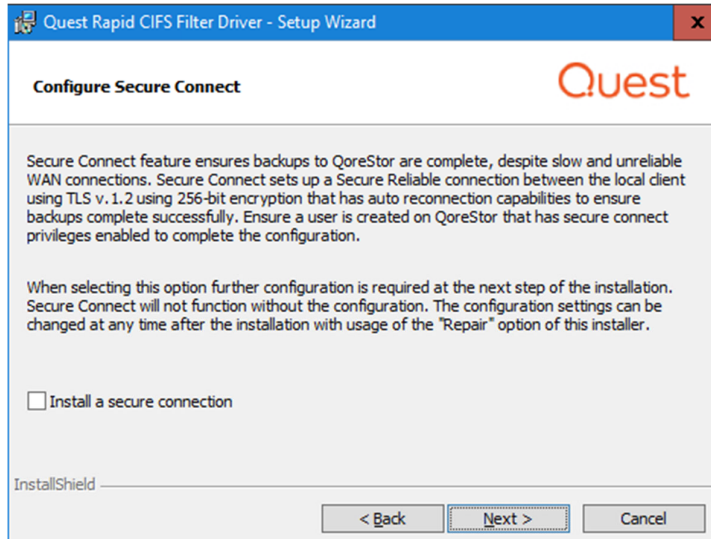 Quest Rapid CIFS Filter Driver - Setup Wizard
x
Configure Secure Connect
Quest
Secure Connect feature ensures backups to QoreStor are complete, despite slow and unreliable
WAN connections. Secure Connect sets up a Secure Reliable connection between the local client
using TLS v.1.2 using 256-bit encryption that has auto reconnection capabilities to ensure
backups complete successfully. Ensure a user is created on QoreStor that has secure connect
privileges enabled to complete the configuration.
When selecting this option further configuration is required at the next step of the installation.
Secure Connect will not function without the configuration. The configuration settings can be
changed at any time after the installation with usage of the "Repair" option of this installer.
Install a secure connection
InstallShield
< Back
Next >
Cancel